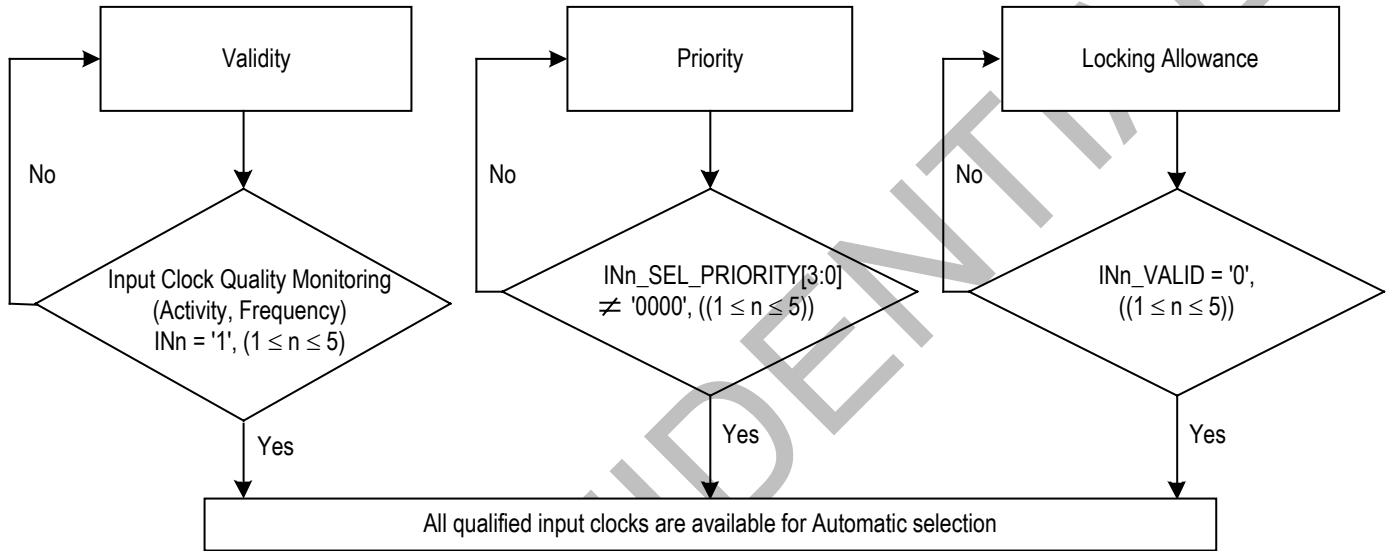 Validity
Priority
Locking Allowance
No
No
No
Input Clock Quality Monitoring
(Activity, Frequency)
INn = '1', (1 ≤ n ≤ 5)
INn_SEL_PRIORITY[3:0]
≠ '0000', ((1 ≤ n ≤ 5))
INn_VALID = '0',
((1 ≤ n ≤ 5))
Yes
Yes
Yes
All qualified input clocks are available for Automatic selection
IDENTIA